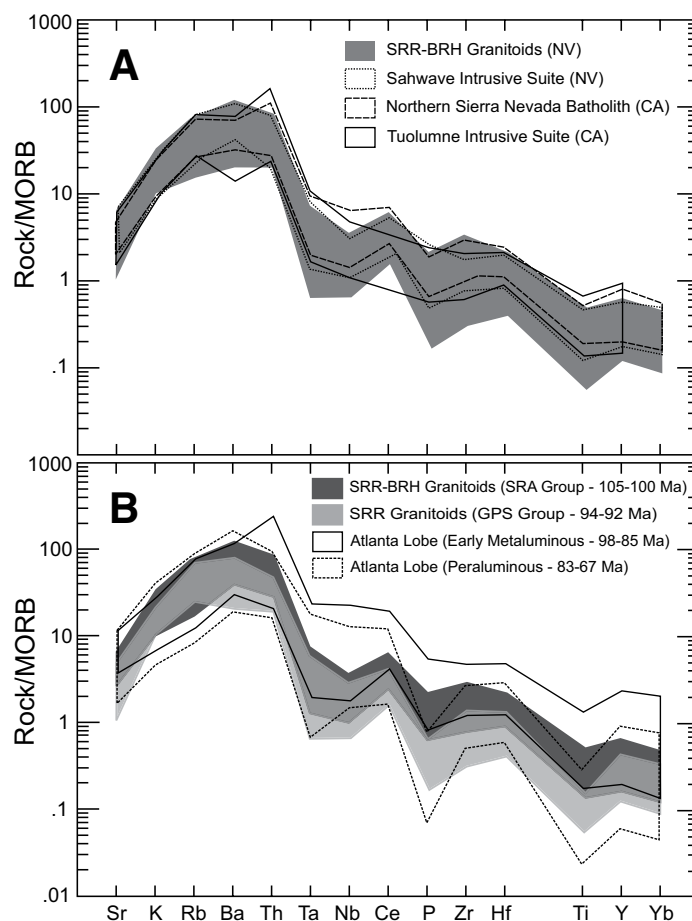 1000
A
SRR-BRH Granitoids (NV)
Sahwave Intrusive Suite (NV)
Northern Sierra Nevada Batholith (CA)
Tuolumne Intrusive Suite (CA)
100
10
1
.1
Rock/MORB
1000
B
SRR-BRH Granitoids (SRA Group - 105-100 Ma)
SRR Granitoids (GPS Group - 94-92 Ma)
Atlanta Lobe (Early Metaluminous - 98-85 Ma)
Atlanta Lobe (Peraluminous - 83-67 Ma)
100
10
1
.1
.01
Rock/MORB
Sr K Rb Ba Th Ta Nb Ce P Zr Hf Ti Y Yb